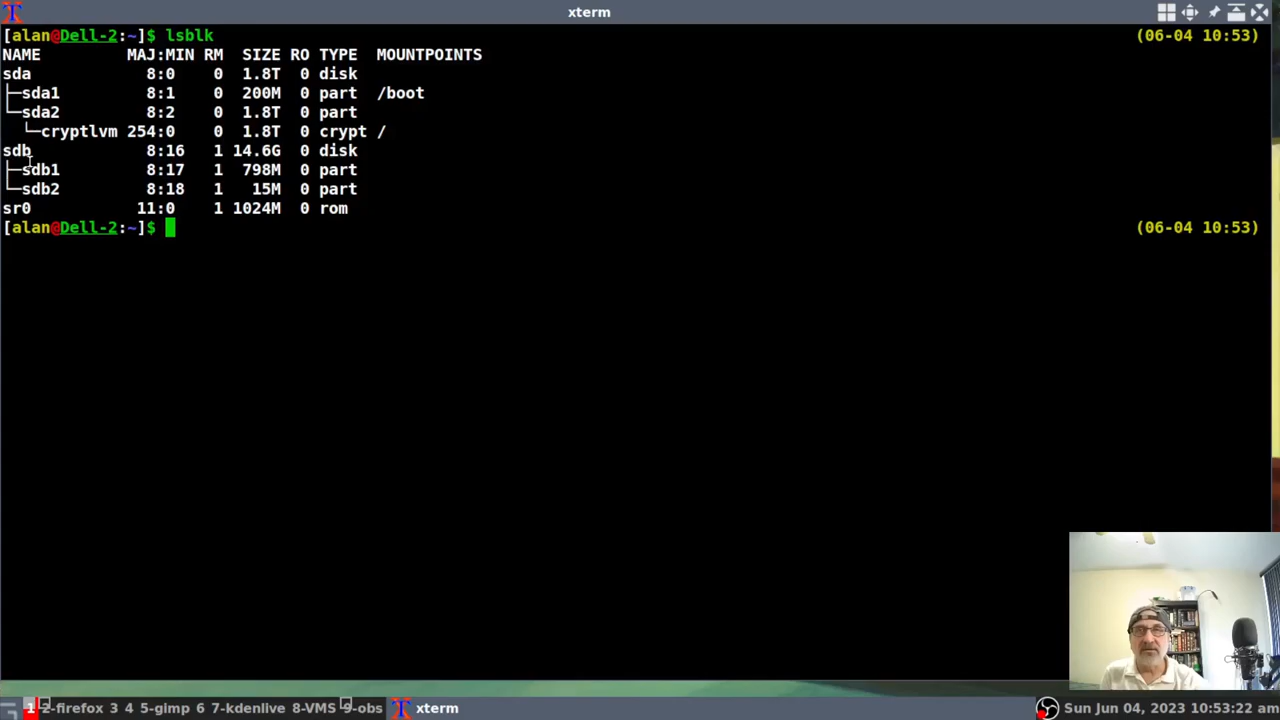 xterm
[alan@Dell-2:~]$ lsblk (06-04 10:53)
NAME MAJ:MIN RM SIZE RO TYPE MOUNTPOINTS
sda 8:0 0 1.8T 0 disk
├─sda1 8:1 0 200M 0 part /boot
└─sda2 8:2 0 1.8T 0 part
└─cryptlvm 254:0 0 1.8T 0 crypt /
sdb 8:16 1 14.6G 0 disk
├─sdb1 8:17 1 798M 0 part
└─sdb2 8:18 1 15M 0 part
sr0 11:0 1 1024M 0 rom
[alan@Dell-2:~]$ (06-04 10:53)
1 2-firefox 3 4 5-gimp 6 7-kdenlive 8-VMS 9-obs xterm Sun Jun 04, 2023 10:53:22 am